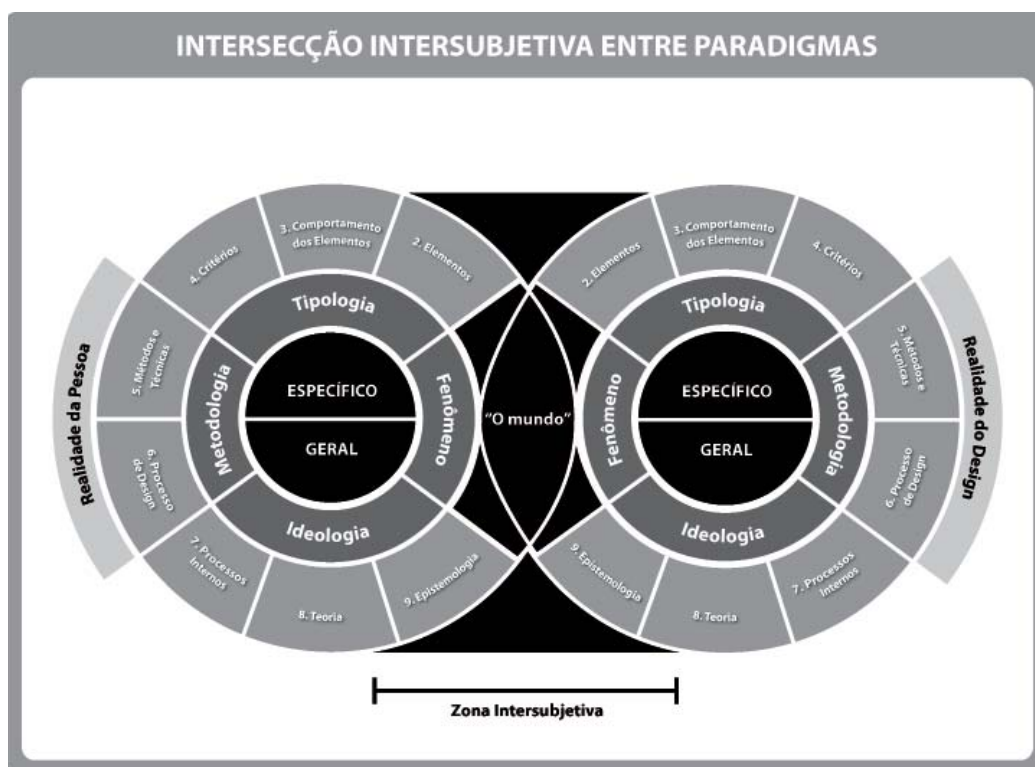 INTERSECÇÃO INTERSUBJETIVA ENTRE PARADIGMAS
Realidade da Pessoa
2. Elementos
3. Comportamento
dos Elementos
4. Critérios
5. Métodos e
Técnicas
6. Processo
de Design
7. Processos
Internos
8. Teoria
9. Epistemologia
Tipologia
Metodologia
Fenômeno
Ideologia
ESPECÍFICO
GERAL
"O mundo"
2. Elementos
3. Comportamento
dos Elementos
4. Critérios
5. Métodos e
Técnicas
6. Processo
de Design
7. Processos
Internos
8. Teoria
9. Epistemologia
Tipologia
Fenômeno
Metodologia
Ideologia
ESPECÍFICO
GERAL
Realidade do Design
Zona Intersubjetiva